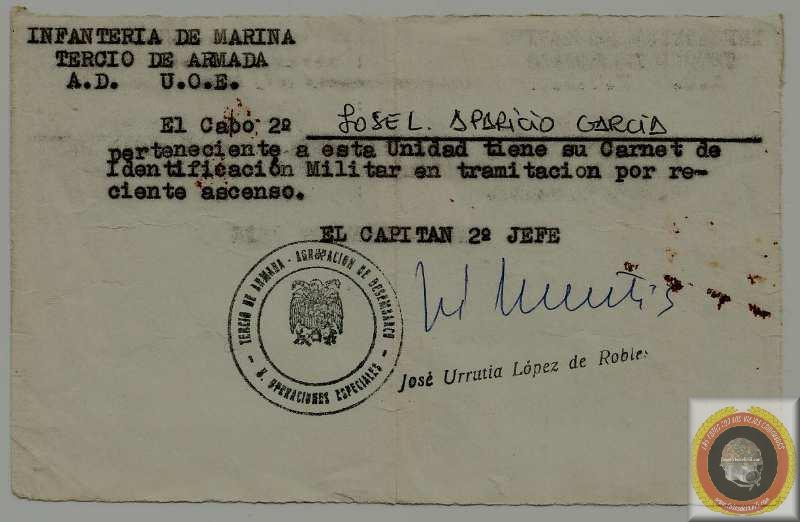 INFANTERIA DE MARINA
TERCIO DE ARMADA
A.D. U.O.E.
El Cabo 2º JOSE L. APARICIO GARCIA
perteneciente a esta Unidad tiene su Carnet de
Identificación Militar en tramitacion por re-
ciente ascenso.
EL CAPITAN 2º JEFE
TERCIO DE ARMADA - AGRUPACION DE DESEMBARCO
- U. OPERACIONES ESPECIALES -
José Urrutia López de Robles